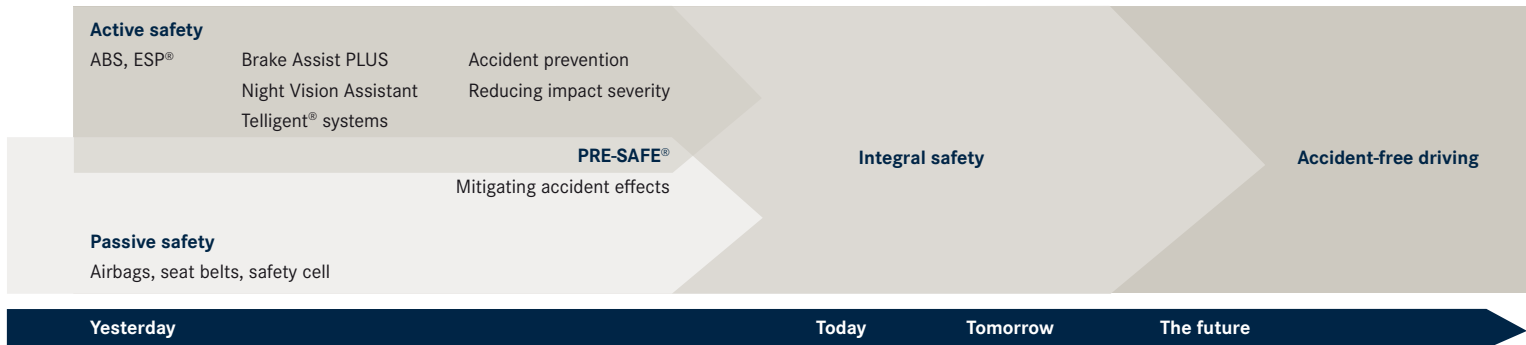 Active safety
ABS, ESP® Brake Assist PLUS Accident prevention
Night Vision Assistant Reducing impact severity
Telligent® systems
PRE-SAFE®
Integral safety
Accident-free driving
Mitigating accident effects
Passive safety
Airbags, seat belts, safety cell
Yesterday Today Tomorrow The future